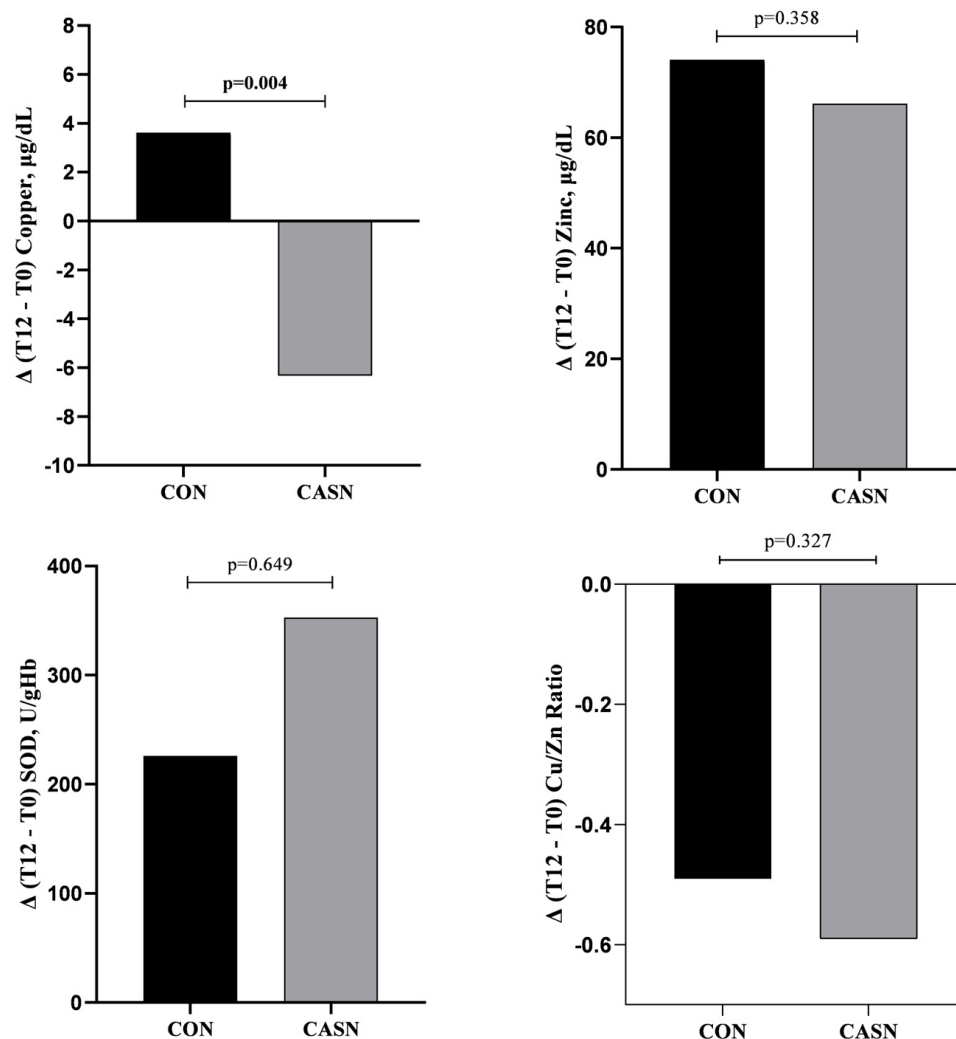 Δ (T12 - T0) Copper, µg/dL
8
6
4
2
0
-2
-4
-6
-8
-10
p=0.004
CON CASN
Δ (T12 - T0) Zinc, µg/dL
80
60
40
20
0
p=0.358
CON CASN
Δ (T12 - T0) SOD, U/gHb
400
300
200
100
0
p=0.649
CON CASN
Δ (T12 - T0) Cu/Zn Ratio
0.0
-0.2
-0.4
-0.6
p=0.327
CON CASN